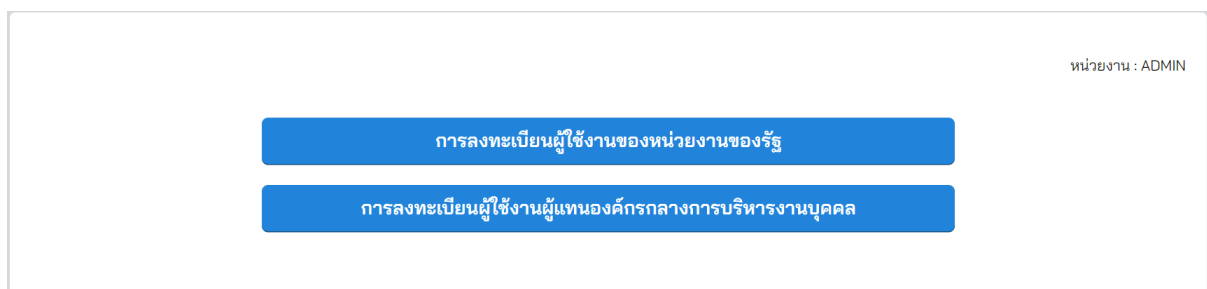 หน่วยงาน : ADMIN
การลงทะเบียนผู้ใช้งานของหน่วยงานของรัฐ
การลงทะเบียนผู้ใช้งานผู้แทนองค์กรกลางการบริหารงานบุคคล